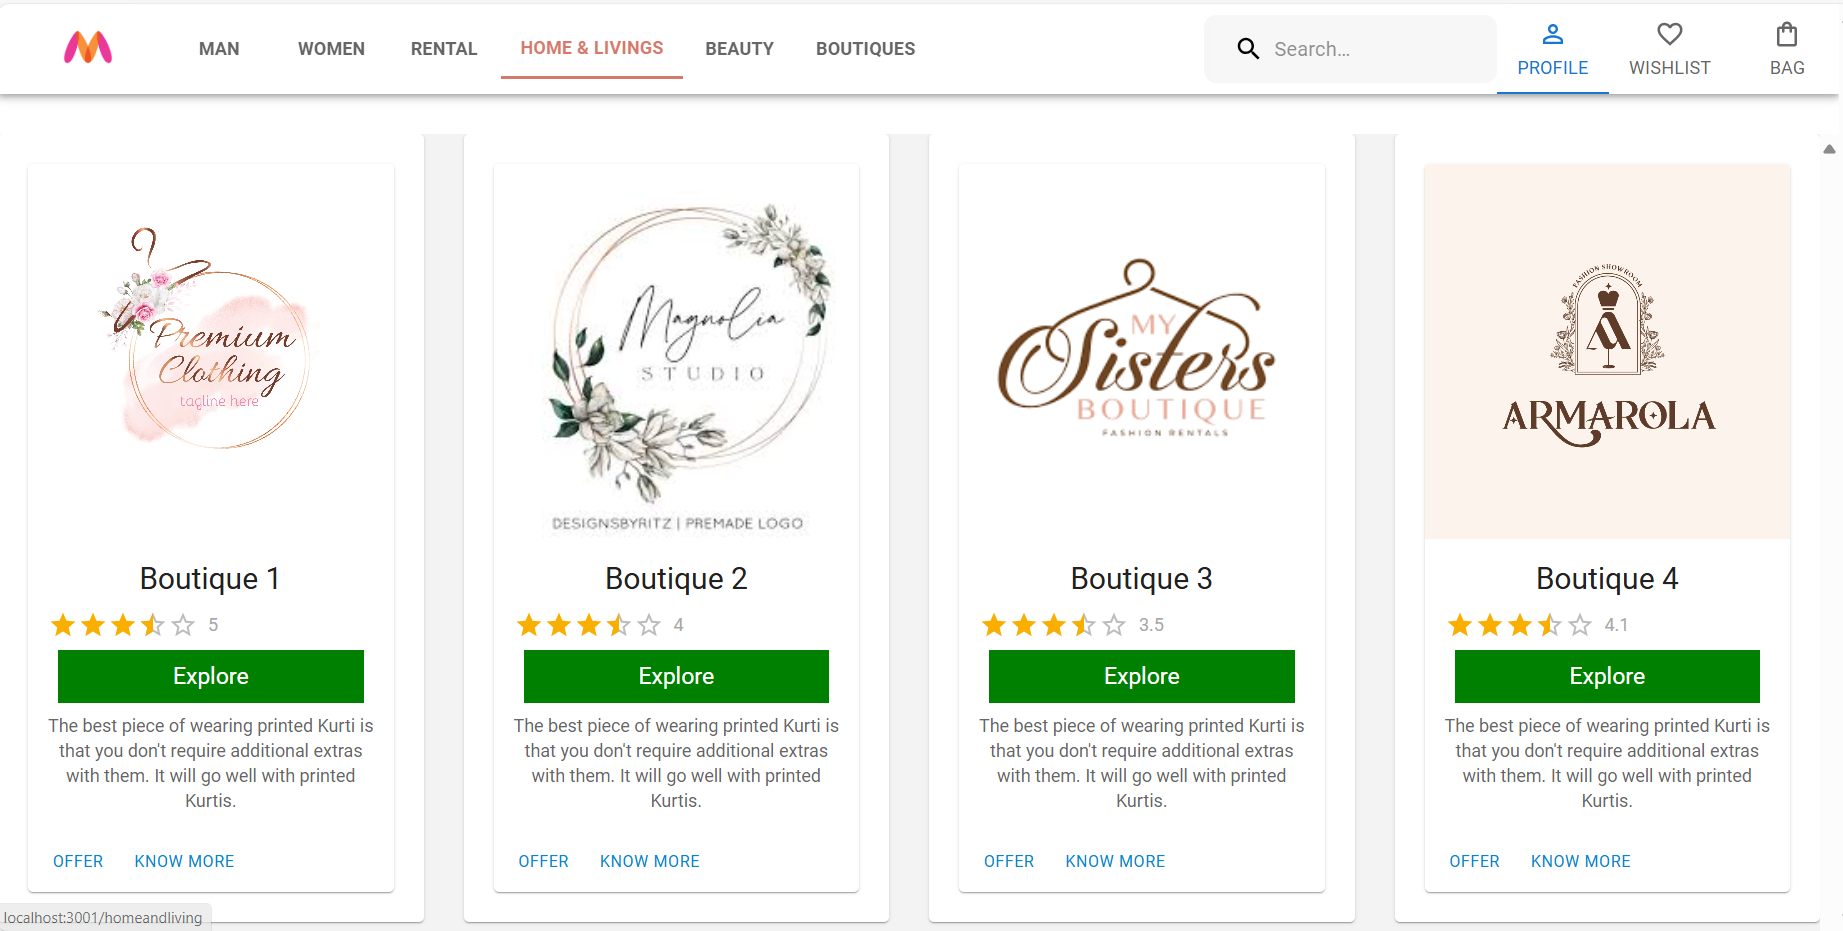 MAN WOMEN RENTAL HOME & LIVINGS BEAUTY BOUTIQUES Search... PROFILE WISHLIST BAG
Premium
Clothing
tagline here
Magnolia
STUDIO
DESIGNSBYRITZ | PREMADE LOGO
MY
Sisters
BOUTIQUE
FASHION RENTALS
FASHION SHOWROOM
A
ARMAROLA
Boutique 1
5
Explore
The best piece of wearing printed Kurti is
that you don't require additional extras
with them. It will go well with printed
Kurtis.
OFFER KNOW MORE
Boutique 2
4
Explore
The best piece of wearing printed Kurti is
that you don't require additional extras
with them. It will go well with printed
Kurtis.
OFFER KNOW MORE
Boutique 3
3.5
Explore
The best piece of wearing printed Kurti is
that you don't require additional extras
with them. It will go well with printed
Kurtis.
OFFER KNOW MORE
Boutique 4
4.1
Explore
The best piece of wearing printed Kurti is
that you don't require additional extras
with them. It will go well with printed
Kurtis.
OFFER KNOW MORE
localhost:3001/homeandliving